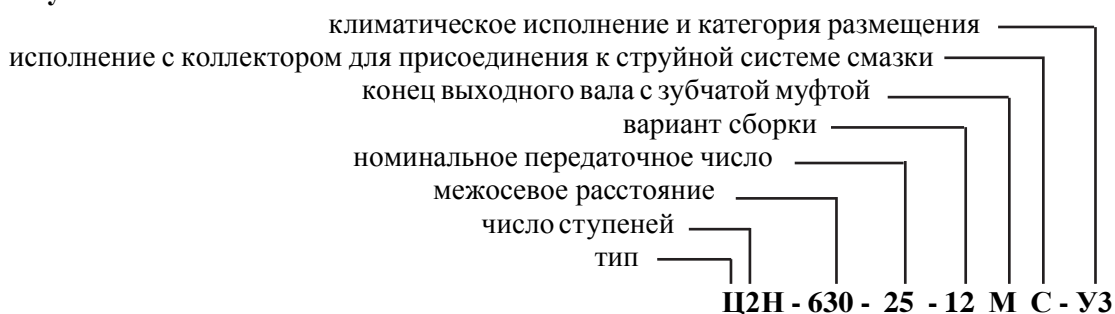 климатическое исполнение и категория размещения
исполнение с коллектором для присоединения к струйной системе смазки
конец выходного вала с зубчатой муфтой
вариант сборки
номинальное передаточное число
межосевое расстояние
число ступеней
тип
Ц2Н - 630 - 25 - 12 М С - У3